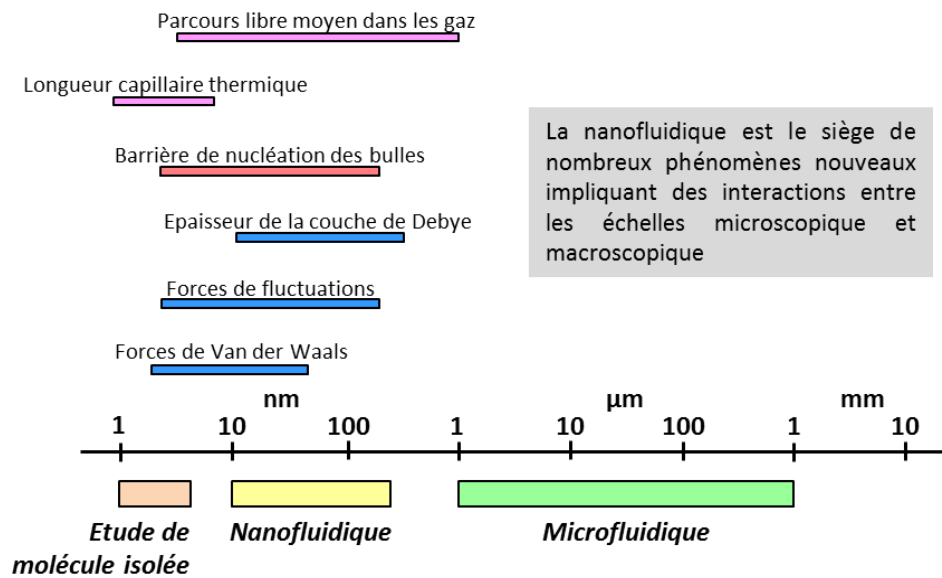 Parcours libre moyen dans les gaz
Longueur capillaire thermique
Barrière de nucléation des bulles
Epaisseur de la couche de Debye
Forces de fluctuations
Forces de Van der Waals
La nanofluidique est le siège de
nombreux phénomènes nouveaux
impliquant des interactions entre
les échelles microscopique et
macroscopique
nm µm mm
1 10 100 1 10 100 1 10
Etude de
molécule isolée
Nanofluidique
Microfluidique